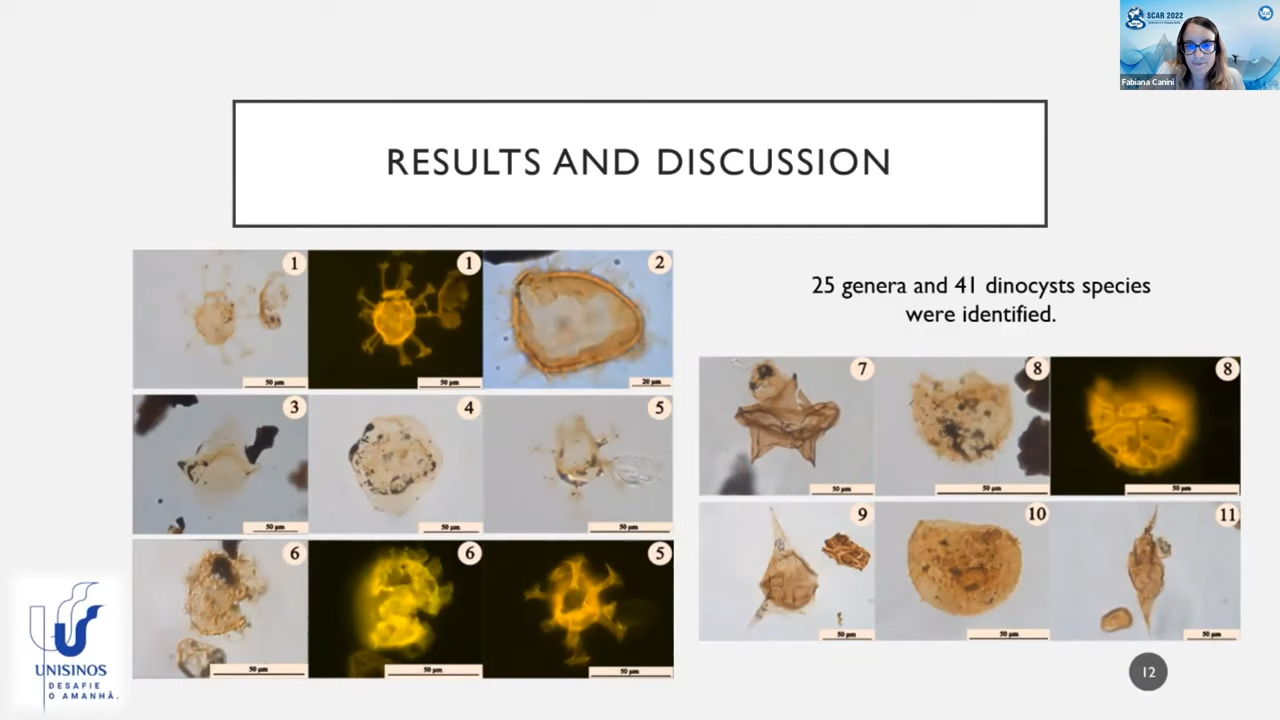 SCAR 2022
Fabiana Canini
RESULTS AND DISCUSSION
1
1
2
50 µm
50 µm
20 µm
3
4
5
50 µm
50 µm
50 µm
6
6
5
50 µm
50 µm
50 µm
25 genera and 41 dinocysts species
were identified.
7
8
8
50 µm
50 µm
50 µm
9
10
11
50 µm
50 µm
50 µm
UNISINOS
DESAFIE
O AMANHÃ.
12